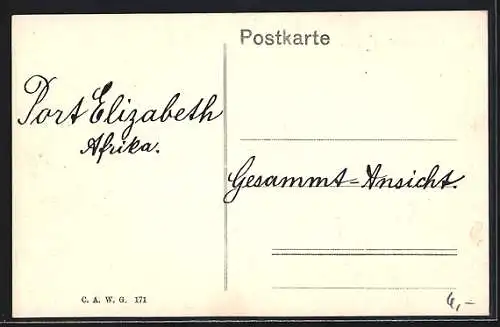 Postkarte
Port Elizabeth
Afrika.
Gesammt=Ansicht.
C. A. W. G. 171
4,-